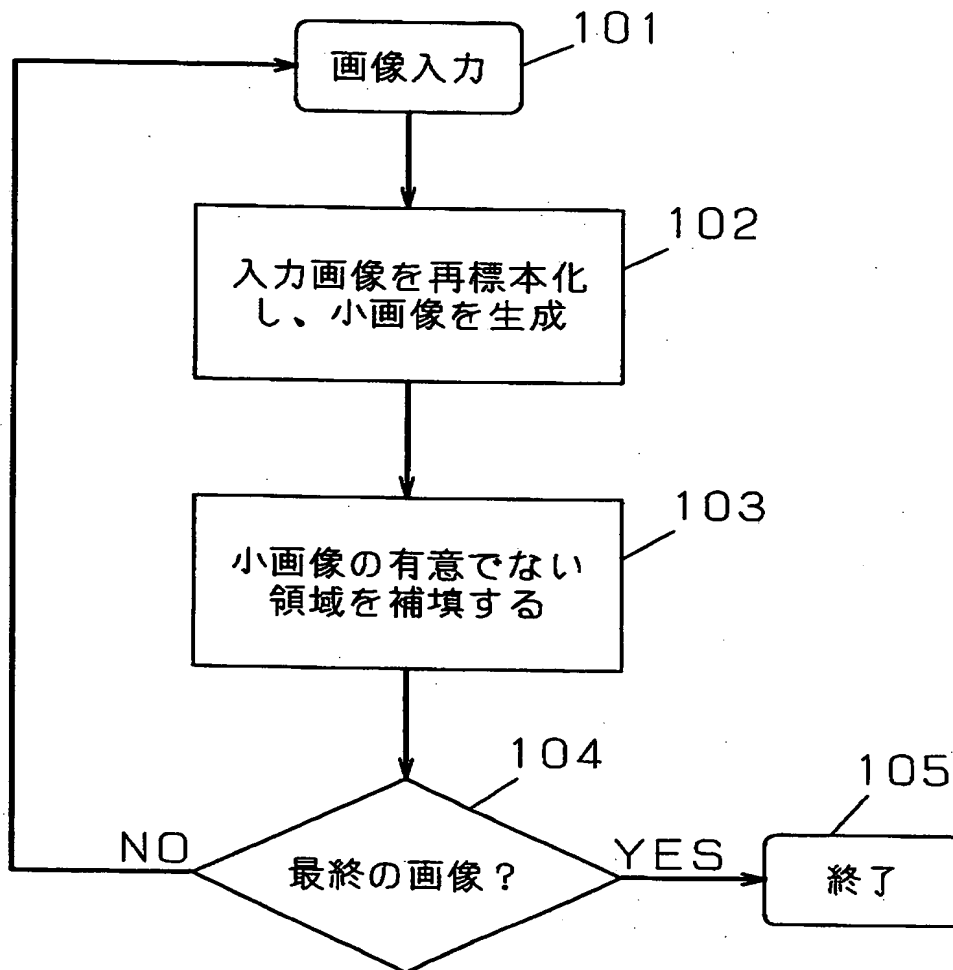 101
画像入力
102
入力画像を再標本化
し、小画像を生成
103
小画像の有意でない
領域を補填する
104
最終の画像？
NO
YES
105
終了